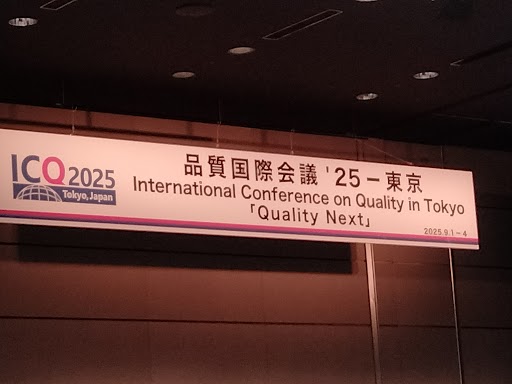 ICQ2025
Tokyo, Japan
品質国際会議 '25－東京
International Conference on Quality in Tokyo
「Quality Next」
2025.9.1～4